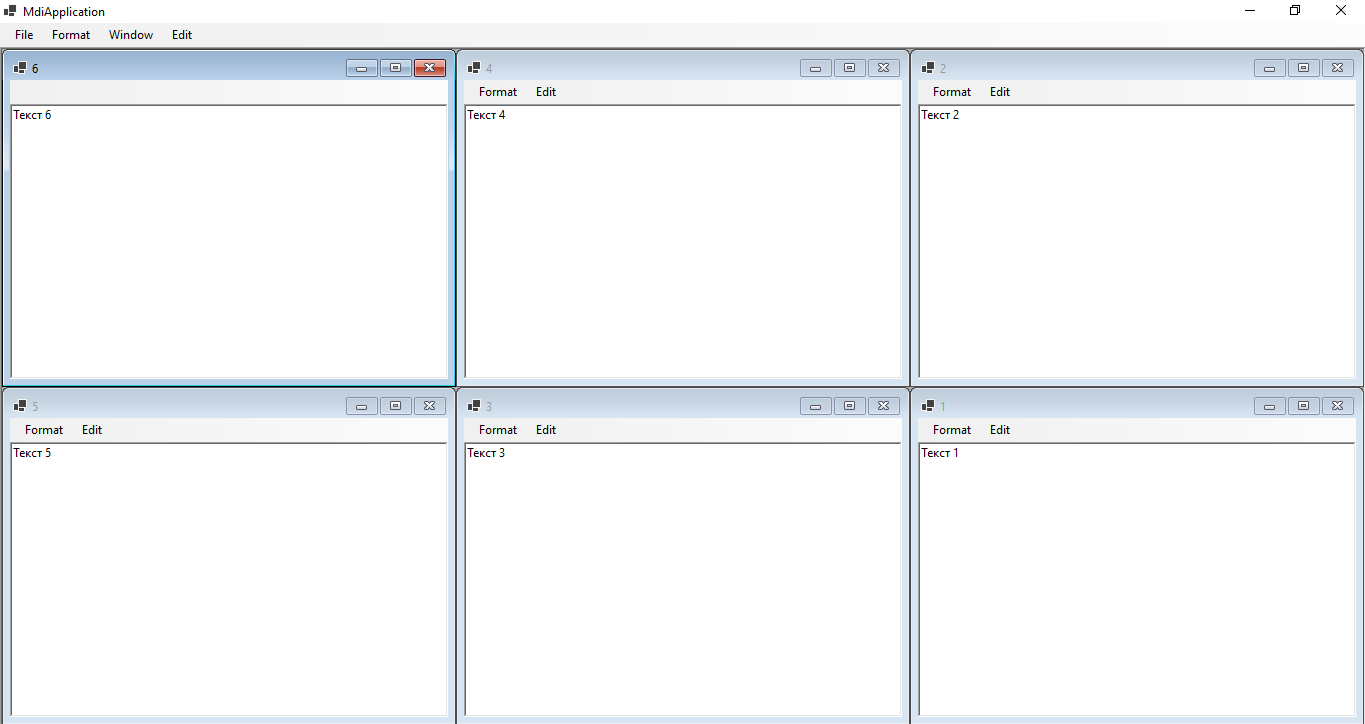 MdiApplication
File Format Window Edit
6
Текст 6
4
Format Edit
Текст 4
2
Format Edit
Текст 2
5
Format Edit
Текст 5
3
Format Edit
Текст 3
1
Format Edit
Текст 1